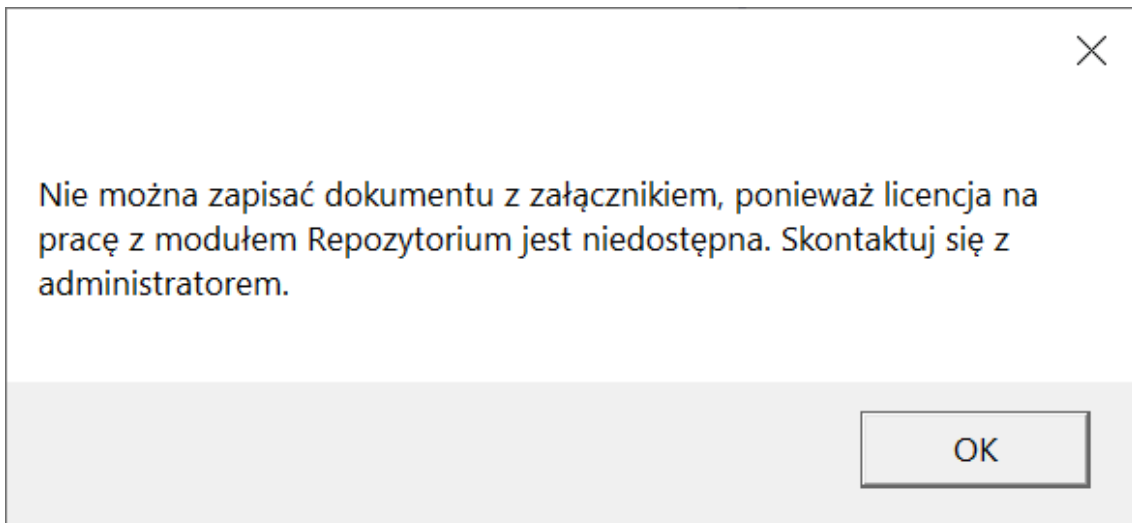 Nie można zapisać dokumentu z załącznikiem, ponieważ licencja na
pracę z modułem Repozytorium jest niedostępna. Skontaktuj się z
administratorem.
OK